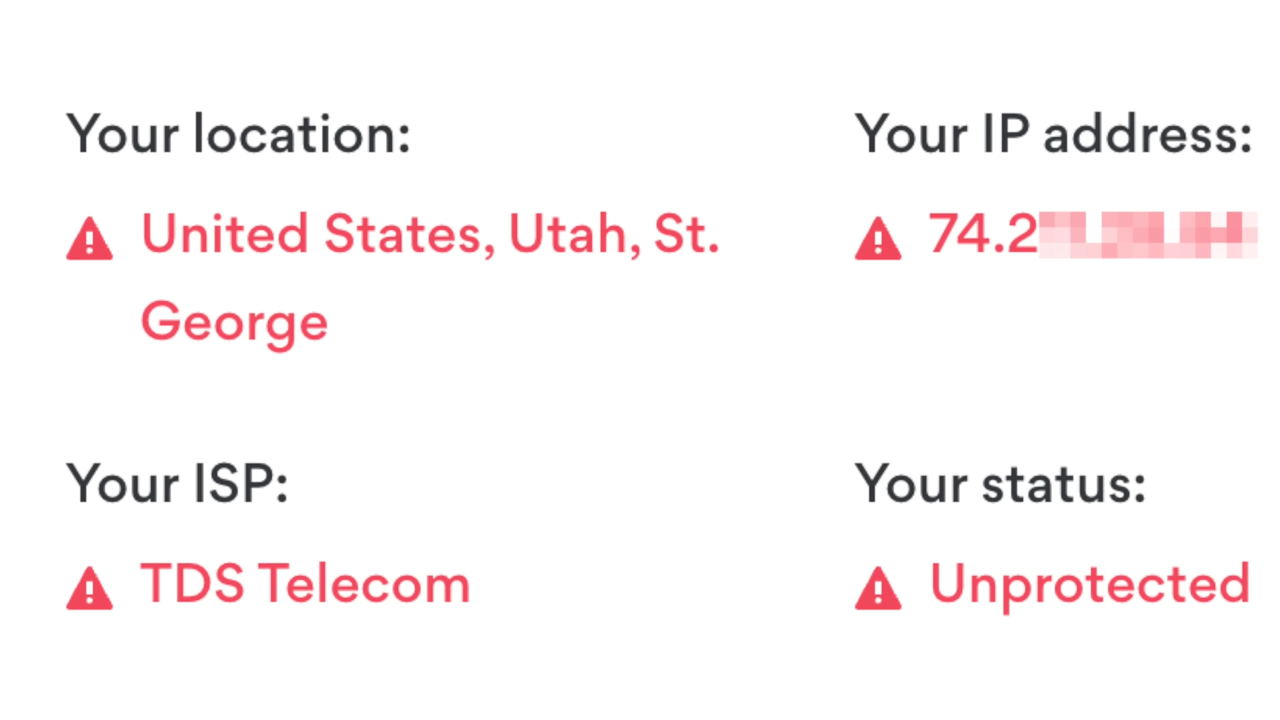 Your location:
United States, Utah, St.
George
Your IP address:
74.2
Your ISP:
TDS Telecom
Your status:
Unprotected